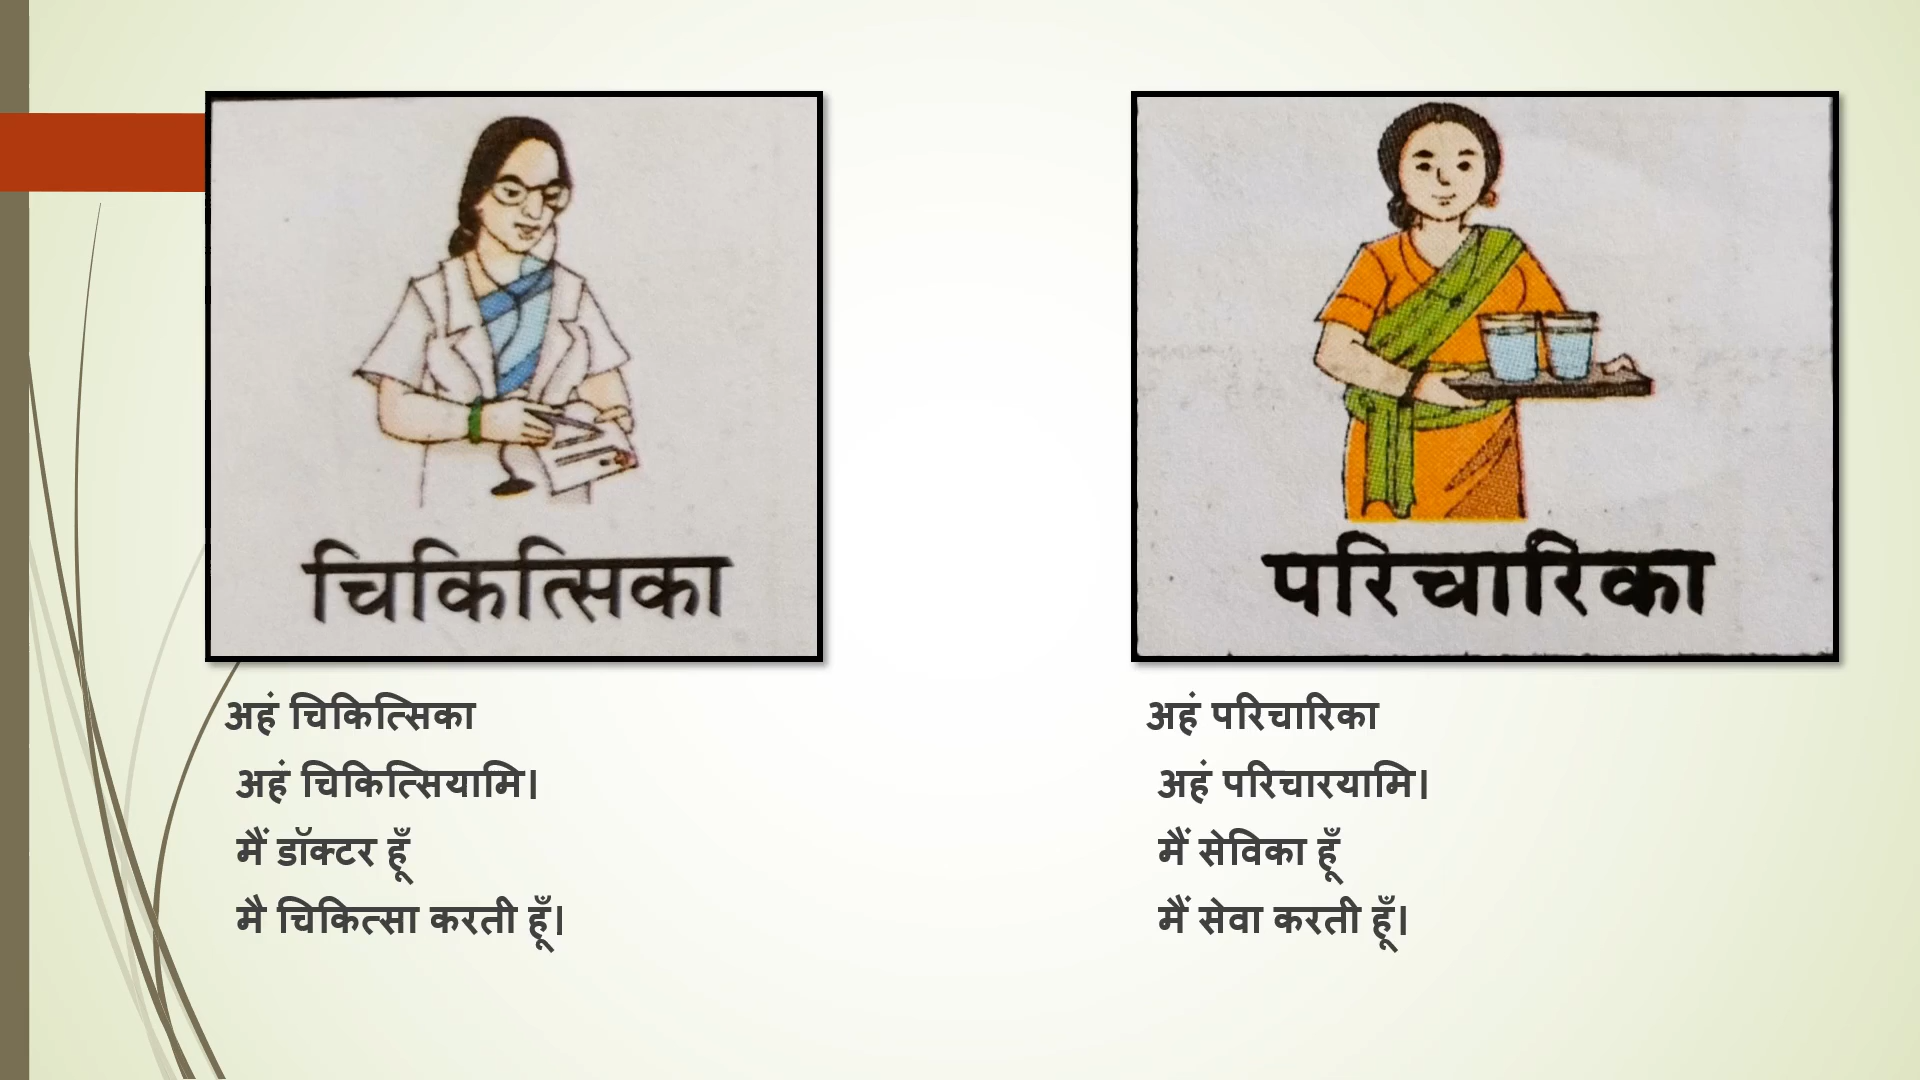 चिकित्सिका
अहं चिकित्सिका
अहं चिकित्सियामि।
मैं डॉक्टर हूँ
मै चिकित्सा करती हूँ।
परिचारिका
अहं परिचारिका
अहं परिचारयामि।
मैं सेविका हूँ
मैं सेवा करती हूँ।